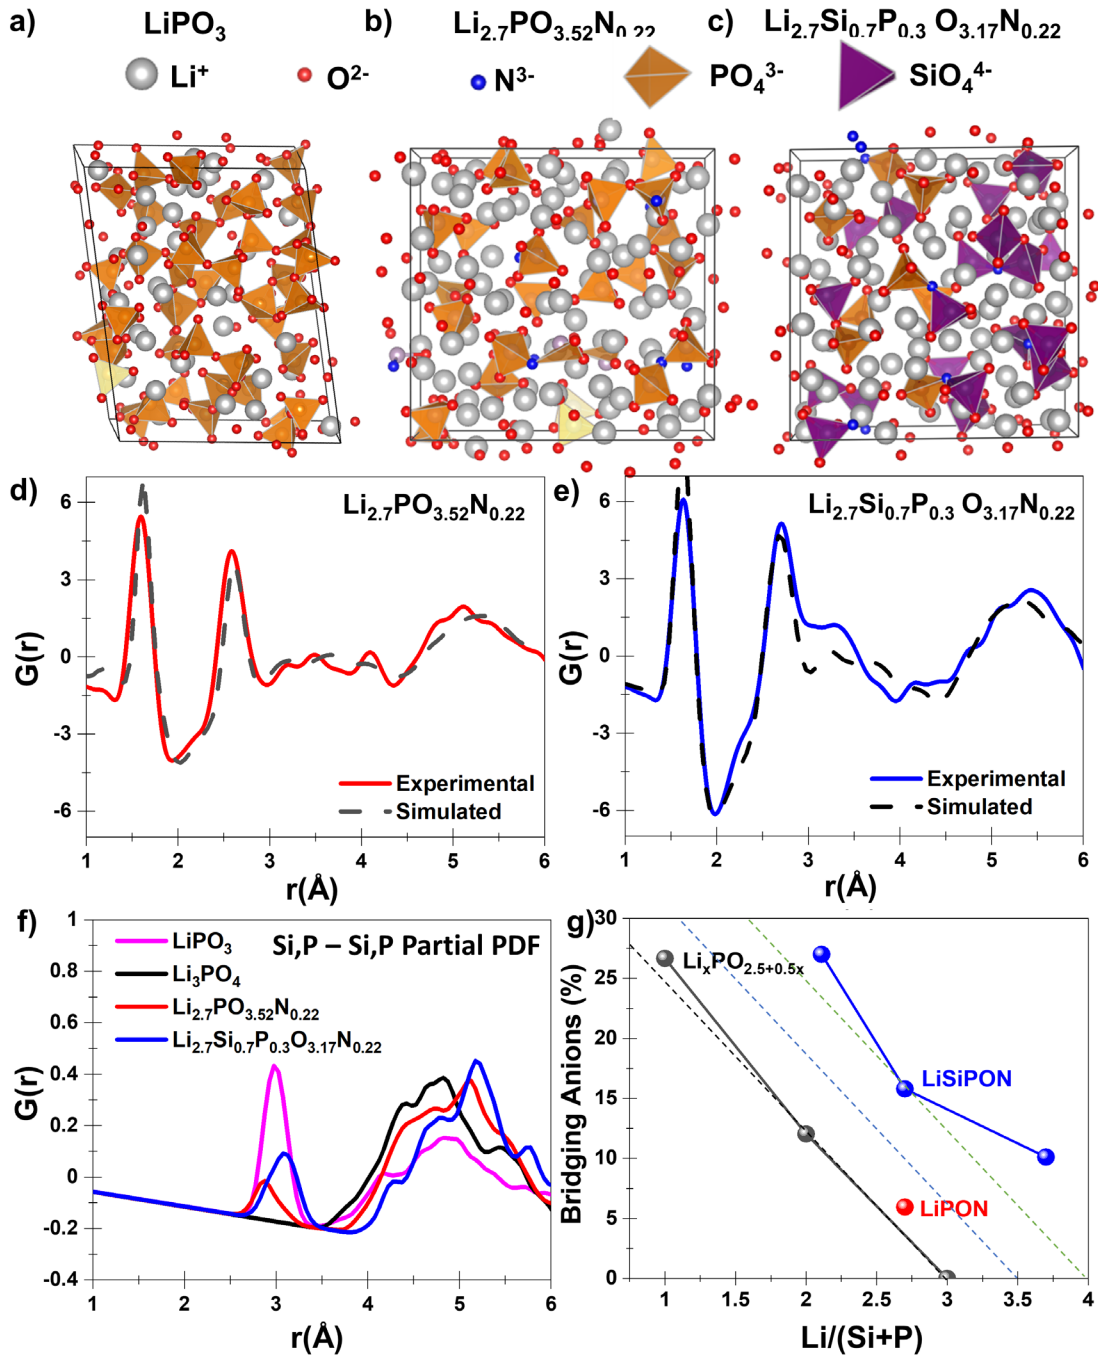 a) LiPO3 b) Li2.7PO3.52N0.22 c) Li2.7Si0.7P0.3 O3.17N0.22
Li+ O2- N3- PO43- SiO44-
d)
Li2.7PO3.52N0.22
G(r)
6
3
0
-3
-6
Experimental
Simulated
1 2 3 4 5 6
r(Å)
e)
Li2.7Si0.7P0.3 O3.17N0.22
G(r)
6
3
0
-3
-6
Experimental
Simulated
1 2 3 4 5 6
r(Å)
f)
Si,P – Si,P Partial PDF
LiPO3
Li3PO4
Li2.7PO3.52N0.22
Li2.7Si0.7P0.3O3.17N0.22
G(r)
1
0.8
0.6
0.4
0.2
0
-0.2
-0.4
1 2 3 4 5 6
r(Å)
g)
Bridging Anions (%)
30
25
20
15
10
5
0
LixPO2.5+0.5x
LiSiPON
LiPON
1 1.5 2 2.5 3 3.5 4
Li/(Si+P)